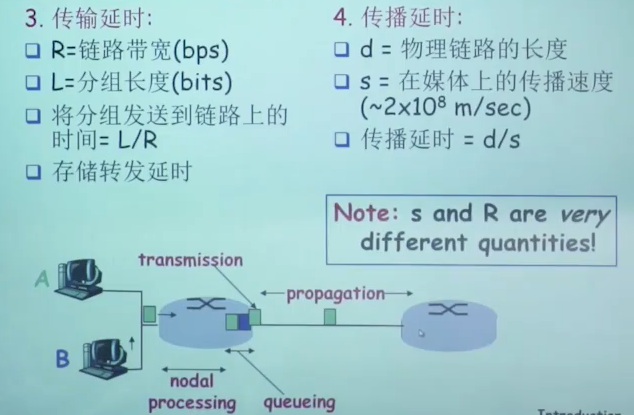 3. 传输延时:
R=链路带宽(bps)
L=分组长度(bits)
将分组发送到链路上的
时间= L/R
存储转发延时
4. 传播延时:
d = 物理链路的长度
s = 在媒体上的传播速度
(~2x10⁸ m/sec)
传播延时 = d/s
Note: s and R are very
different quantities!
transmission
A
propagation
B
nodal
processing
queueing